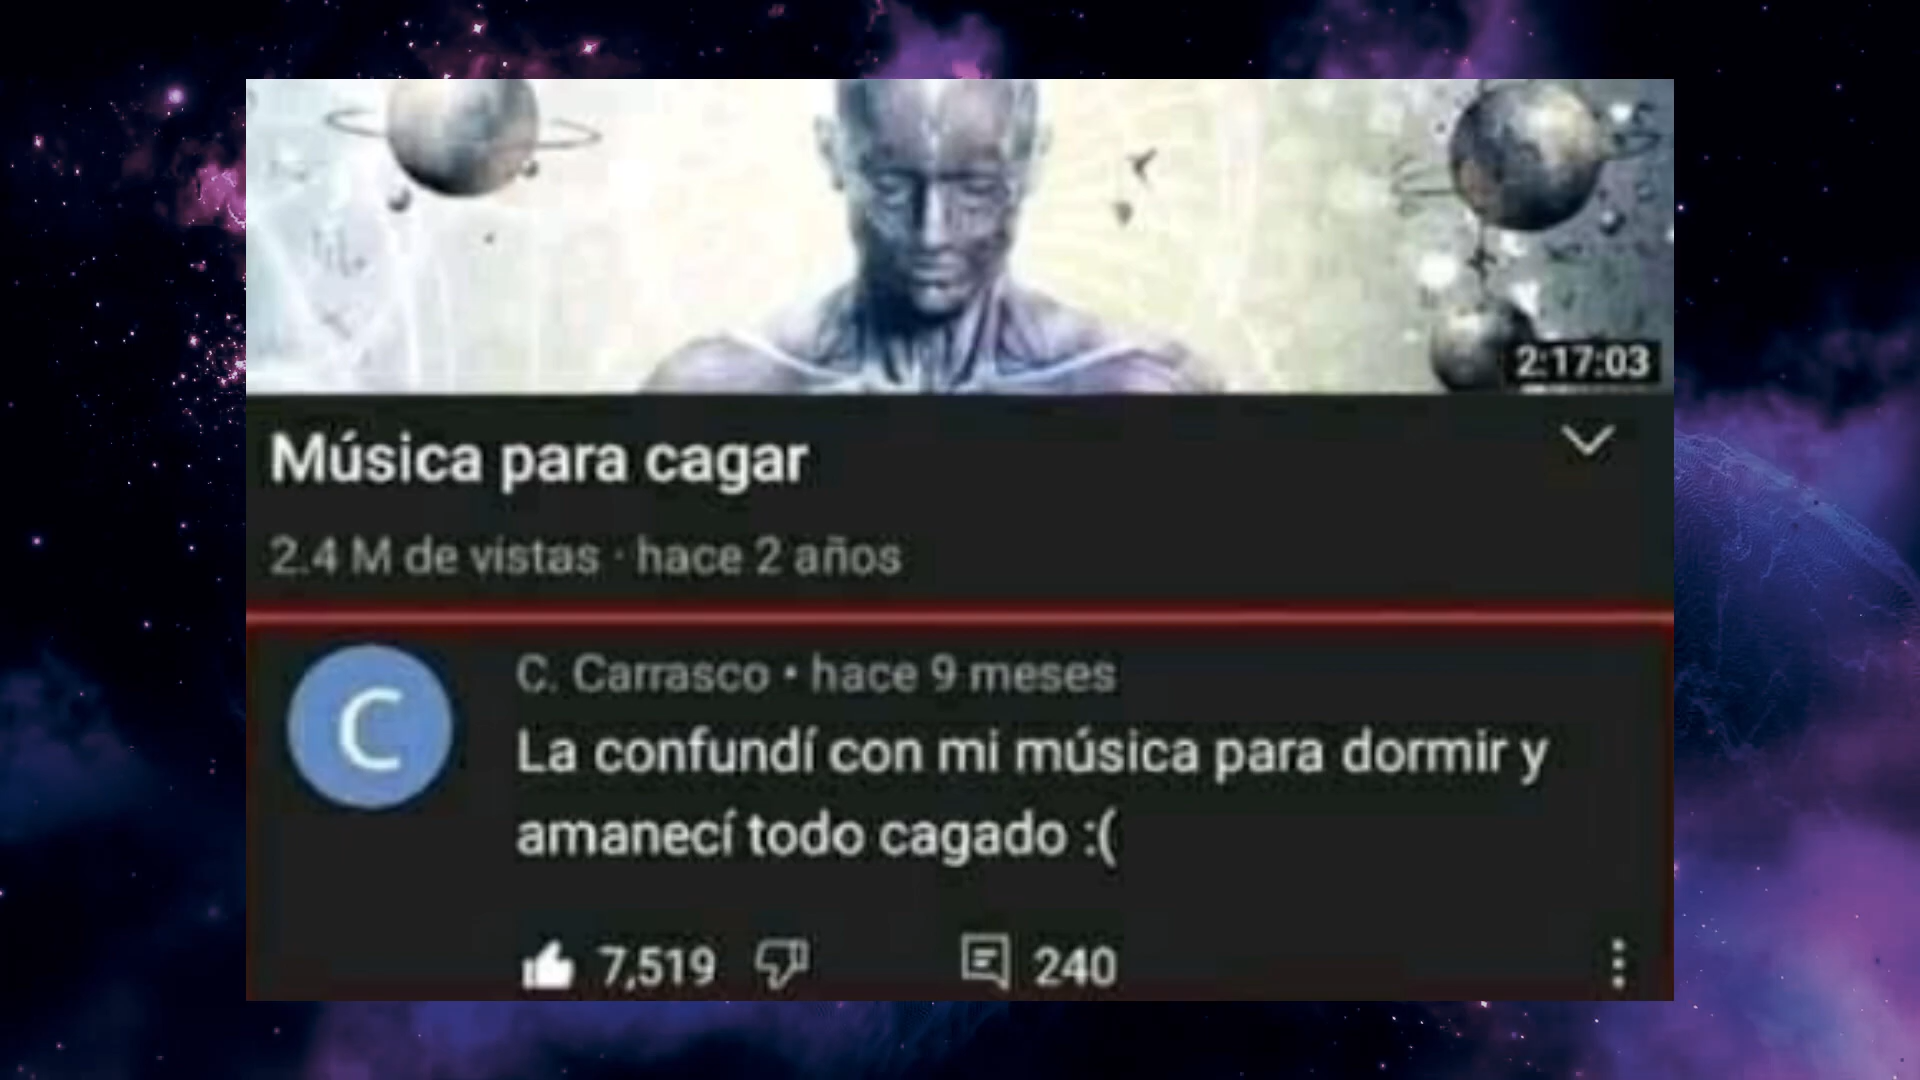 2:17:03
Música para cagar
2.4 M de vistas · hace 2 años
C
C. Carrasco • hace 9 meses
La confundí con mi música para dormir y
amanecí todo cagado :(
7,519 240